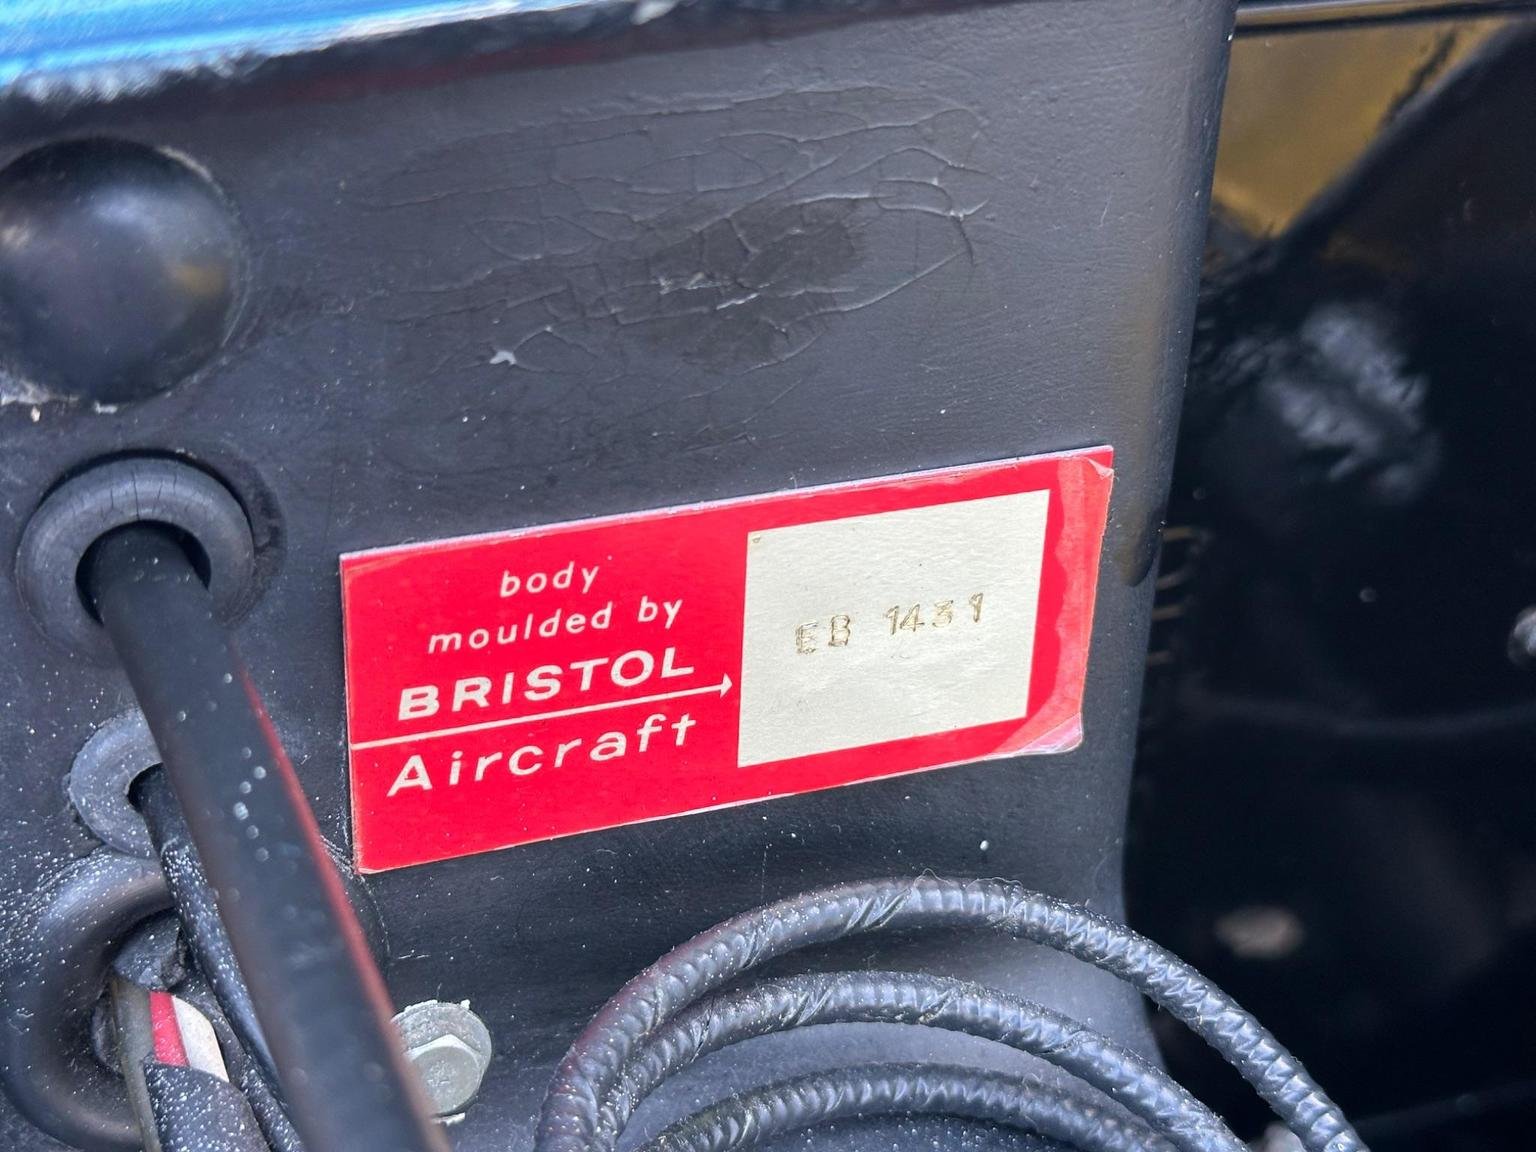 body
moulded by
BRISTOL
Aircraft
EB 1431